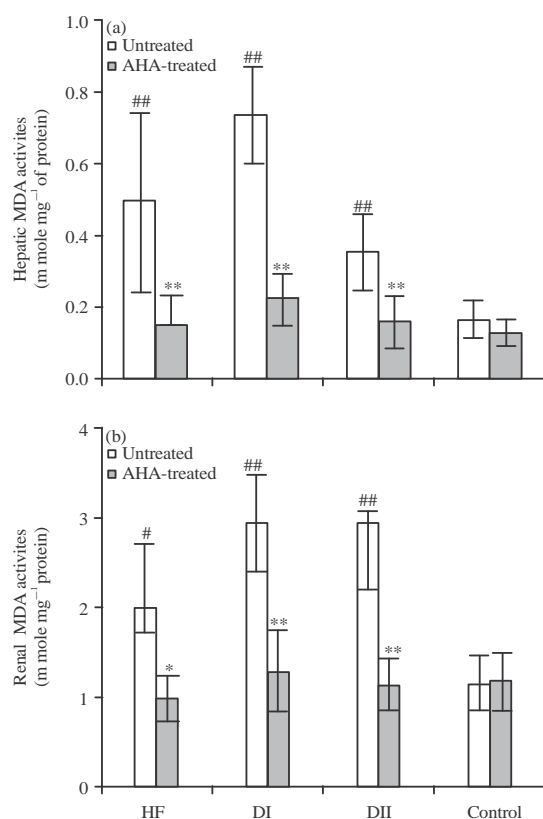 (a)
Untreated
AHA-treated
Hepatic MDA activites
(m mole mg⁻¹ of protein)
1.0
0.8
0.6
0.4
0.2
0.0
##
**
##
**
##
**
(b)
Untreated
AHA-treated
Renal MDA activites
(m mole mg⁻¹ protein)
4
3
2
1
0
#
*
##
**
##
**
HF DI DII Control